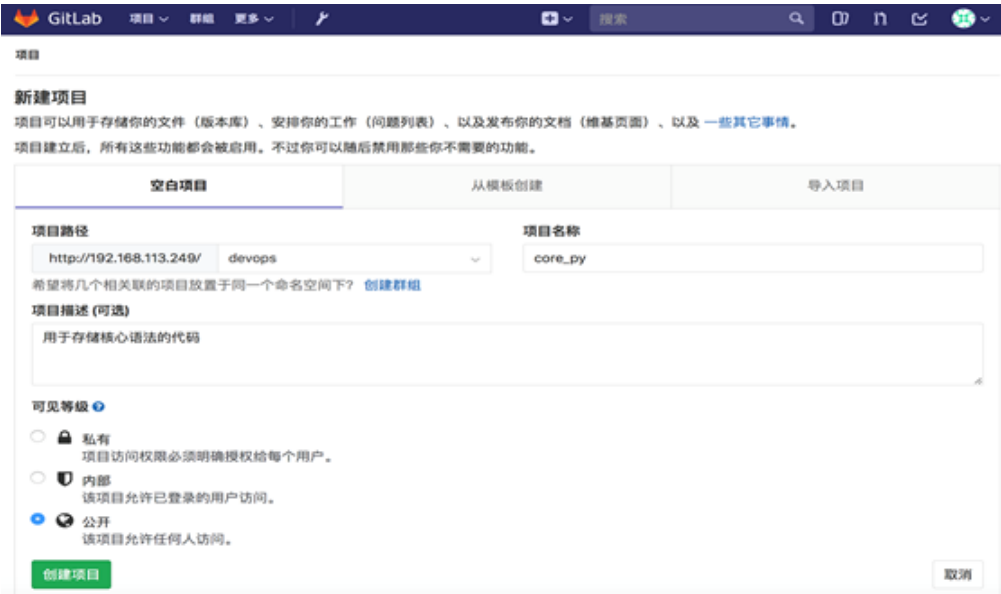 GitLab 项目 群组 更多 搜索
项目
新建项目
项目可以用于存储你的文件（版本库）、安排你的工作（问题列表）、以及发布你的文档（维基页面）、以及 一些其它事情。
项目建立后，所有这些功能都会被启用。不过你可以随后禁用那些你不需要的功能。
空白项目 从模板创建 导入项目
项目路径 项目名称
http://192.168.113.249/ devops core_py
希望将几个相关联的项目放置于同一个命名空间下？ 创建群组
项目描述 (可选)
用于存储核心语法的代码
可见等级
私有
项目访问权限必须明确授权给每个用户。
内部
该项目允许已登录的用户访问。
公开
该项目允许任何人访问。
创建项目 取消